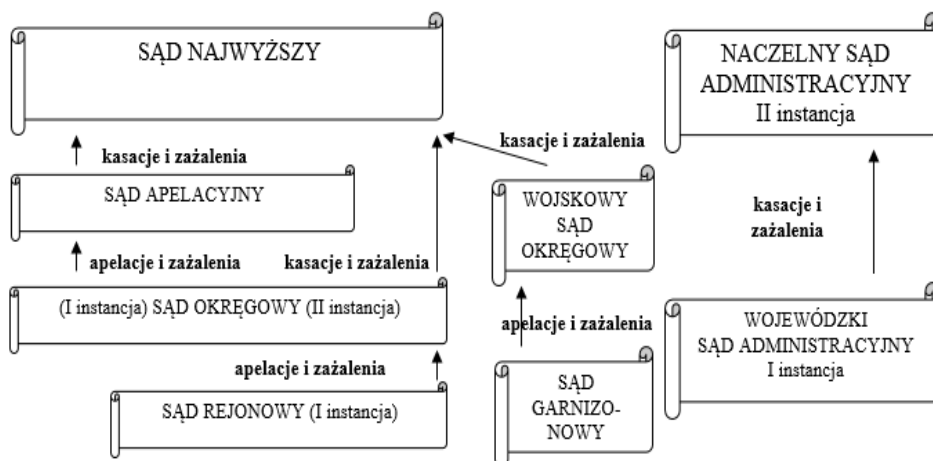 SĄD NAJWYŻSZY
NACZELNY SĄD
ADMINISTRACYJNY
II instancja
kasacje i zażalenia
kasacje i zażalenia
SĄD APELACYJNY
WOJSKOWY
SĄD
OKRĘGOWY
kasacje i
zażalenia
apelacje i zażalenia
kasacje i zażalenia
(I instancja) SĄD OKRĘGOWY (II instancja)
apelacje i zażalenia
WOJEWÓDZKI
SĄD ADMINISTRACYJNY
I instancja
apelacje i zażalenia
SĄD REJONOWY (I instancja)
SĄD
GARNIZO-
NOWY